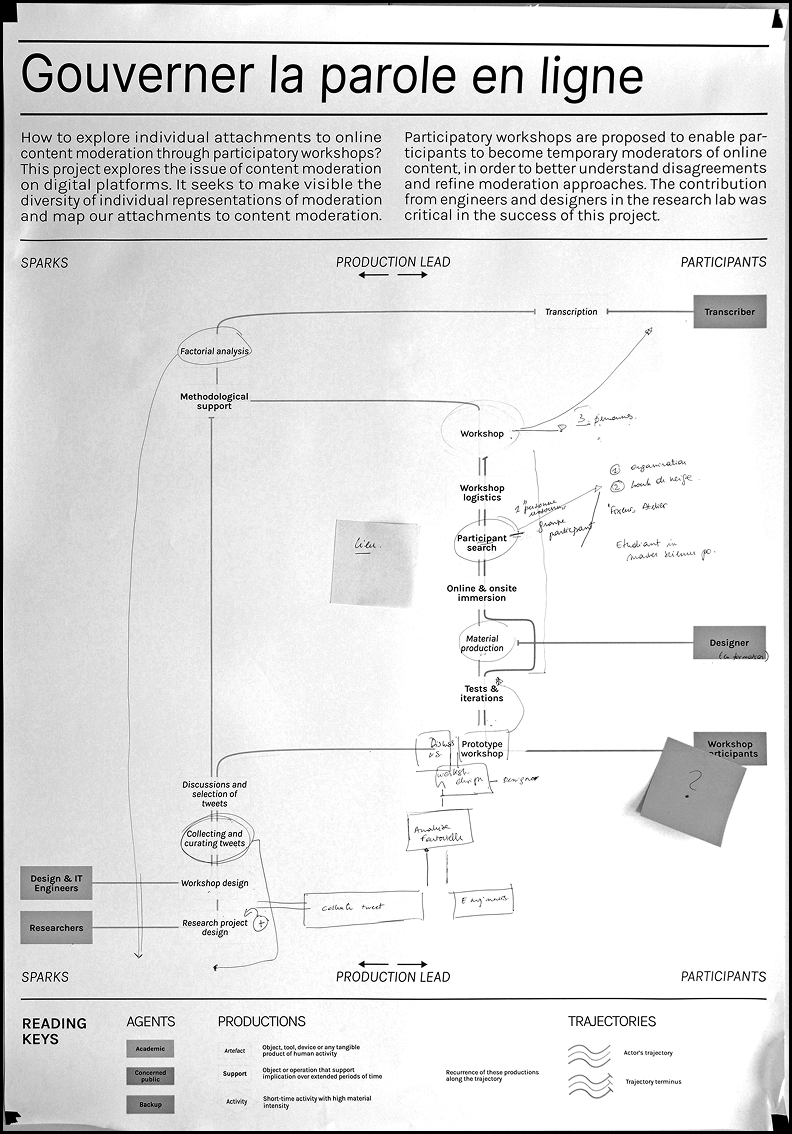 Gouverner la parole en ligne
How to explore individual attachments to online
content moderation through participatory workshops?
This project explores the issue of content moderation
on digital platforms. It seeks to make visible the
diversity of individual representations of moderation
and map our attachments to content moderation.
Participatory workshops are proposed to enable par-
ticipants to become temporary moderators of online
content, in order to better understand disagreements
and refine moderation approaches. The contribution
from engineers and designers in the research lab was
critical in the success of this project.
SPARKS
PRODUCTION LEAD
PARTICIPANTS
Transcription
Transcriber
Factorial analysis
Methodological
support
3 personnes.
Workshop
① organisation
② boule de neige.
Workshop
logistics
1 personne
groupe
participant
Fixeurs Atelier
Participant
search
lieu.
Etudiant in
master science po.
Online & onsite
immersion
Material
production
Designer
(en formation)
Tests &
iterations
Discuss
Prototype
workshop
Workshop
participants
?
design
Designer
Discussions and
selection of
tweets
Collecting and
curating tweets
Analyze
Factorielle
Design & IT
Engineers
Workshop design
Collecte tweet
Engineers
Researchers
Research project
design
+
SPARKS
PRODUCTION LEAD
PARTICIPANTS
READING
KEYS
AGENTS
Academic
Concerned
public
Backup
PRODUCTIONS
Artefact
Object, tool, device or any tangible
product of human activity
Support
Object or operation that support
implication over extended periods of time
Activity
Short-time activity with high material
intensity
Recurrence of these productions
along the trajectory
TRAJECTORIES
Actor's trajectory
Trajectory terminus